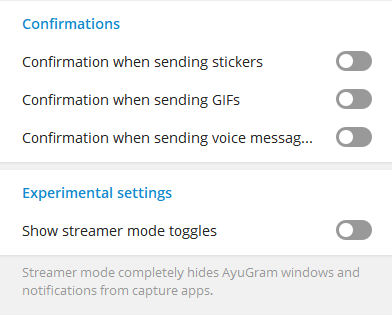 Confirmations
Confirmation when sending stickers
Confirmation when sending GIFs
Confirmation when sending voice messag...
Experimental settings
Show streamer mode toggles
Streamer mode completely hides AyuGram windows and
notifications from capture apps.